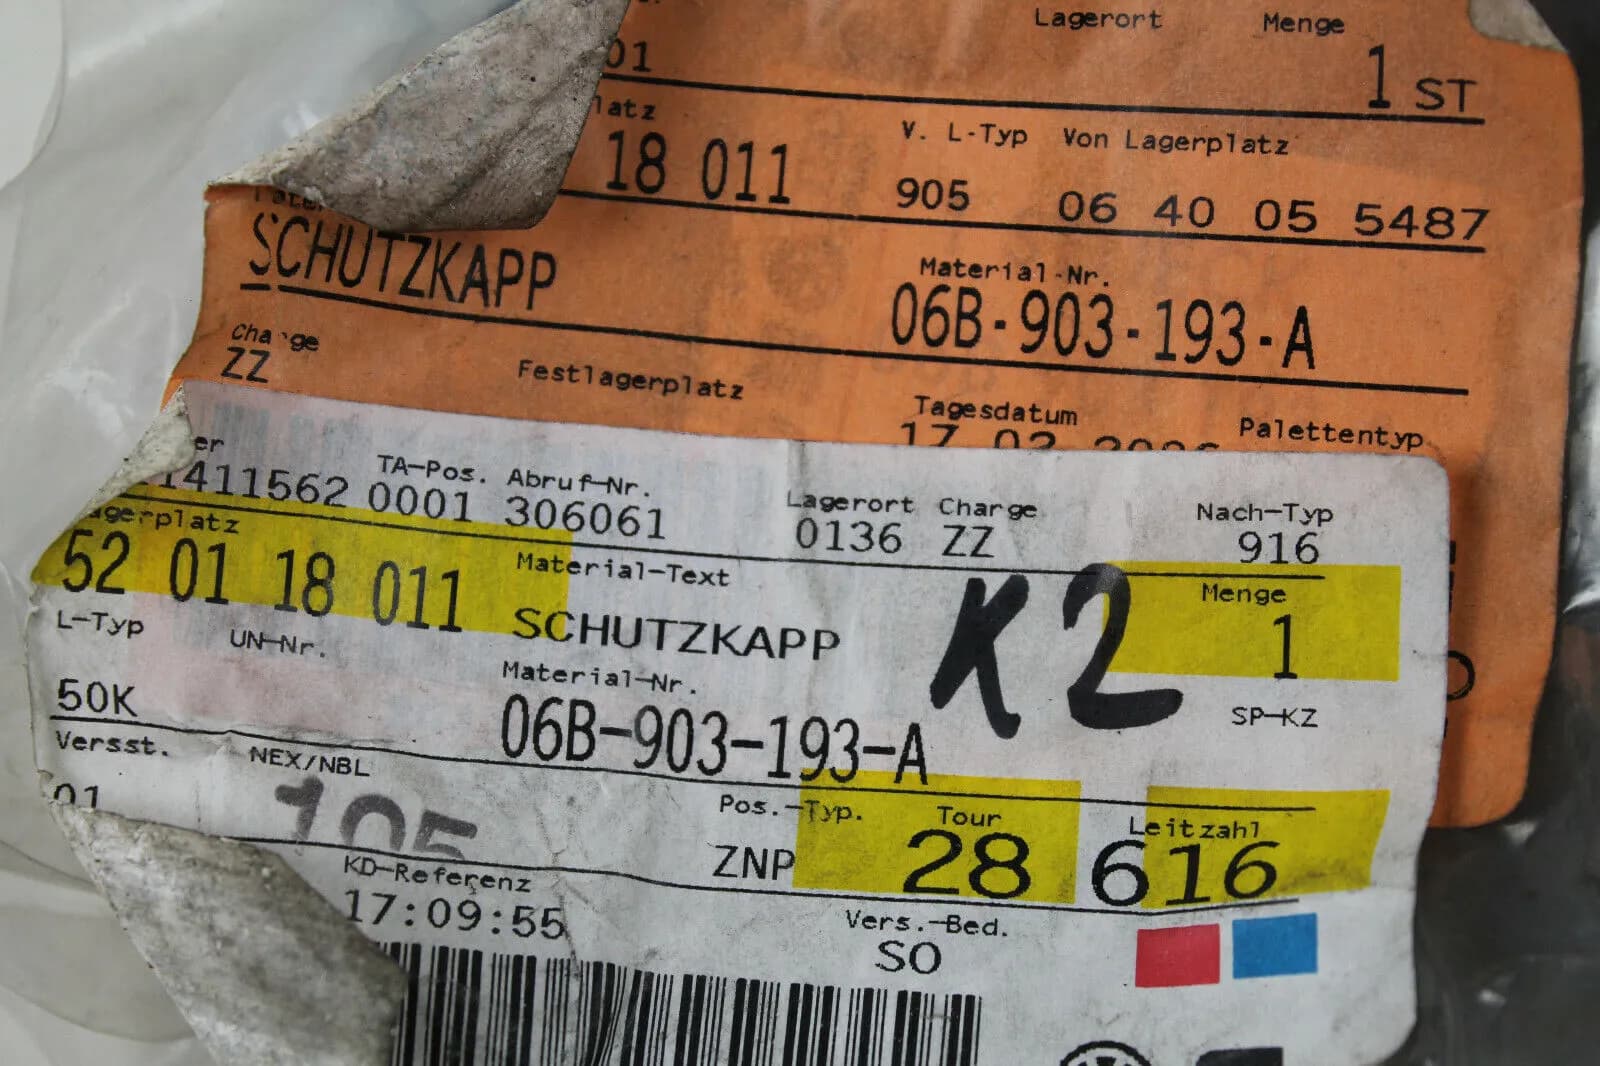 Lagerort Menge
01 1 ST
latz V. L-Typ Von Lagerplatz
18 011 905 06 40 05 5487
SCHUTZKAPP Material-Nr.
06B-903-193-A
Charge Festlagerplatz
ZZ Tagesdatum Palettentyp
er TA-Pos. Abruf-Nr. Lagerort Charge Nach-Typ
1411562 0001 306061 0136 ZZ 916
agerplatz Material-Text Menge
52 01 18 011 SCHUTZKAPP K2 1
L-Typ UN-Nr. Material-Nr. SP-KZ
50K 06B-903-193-A
Versst. NEX/NBL Pos.-Typ. Tour Leitzahl
01 105 ZNP 28 616
KD-Referenz Vers.-Bed.
17:09:55 SO